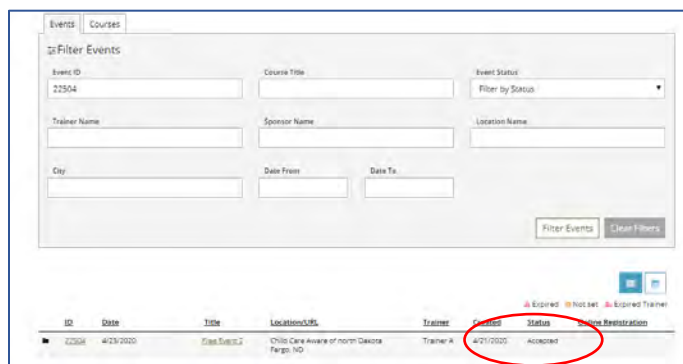 Events Courses
Filter Events
Event ID Course Title Event Status
22504 Filter by Status
Trainer Name Sponsor Name Location Name
City Date From Date To
Filter Events Clear Filters
Expired Not set Expired Trainer
ID Date Title Location/URL Trainer Created Status Online Registration
22504 4/23/2020 Free Event 2 Child Care Aware of north Dakota Trainer A 4/21/2020 Accepted
Fargo, ND